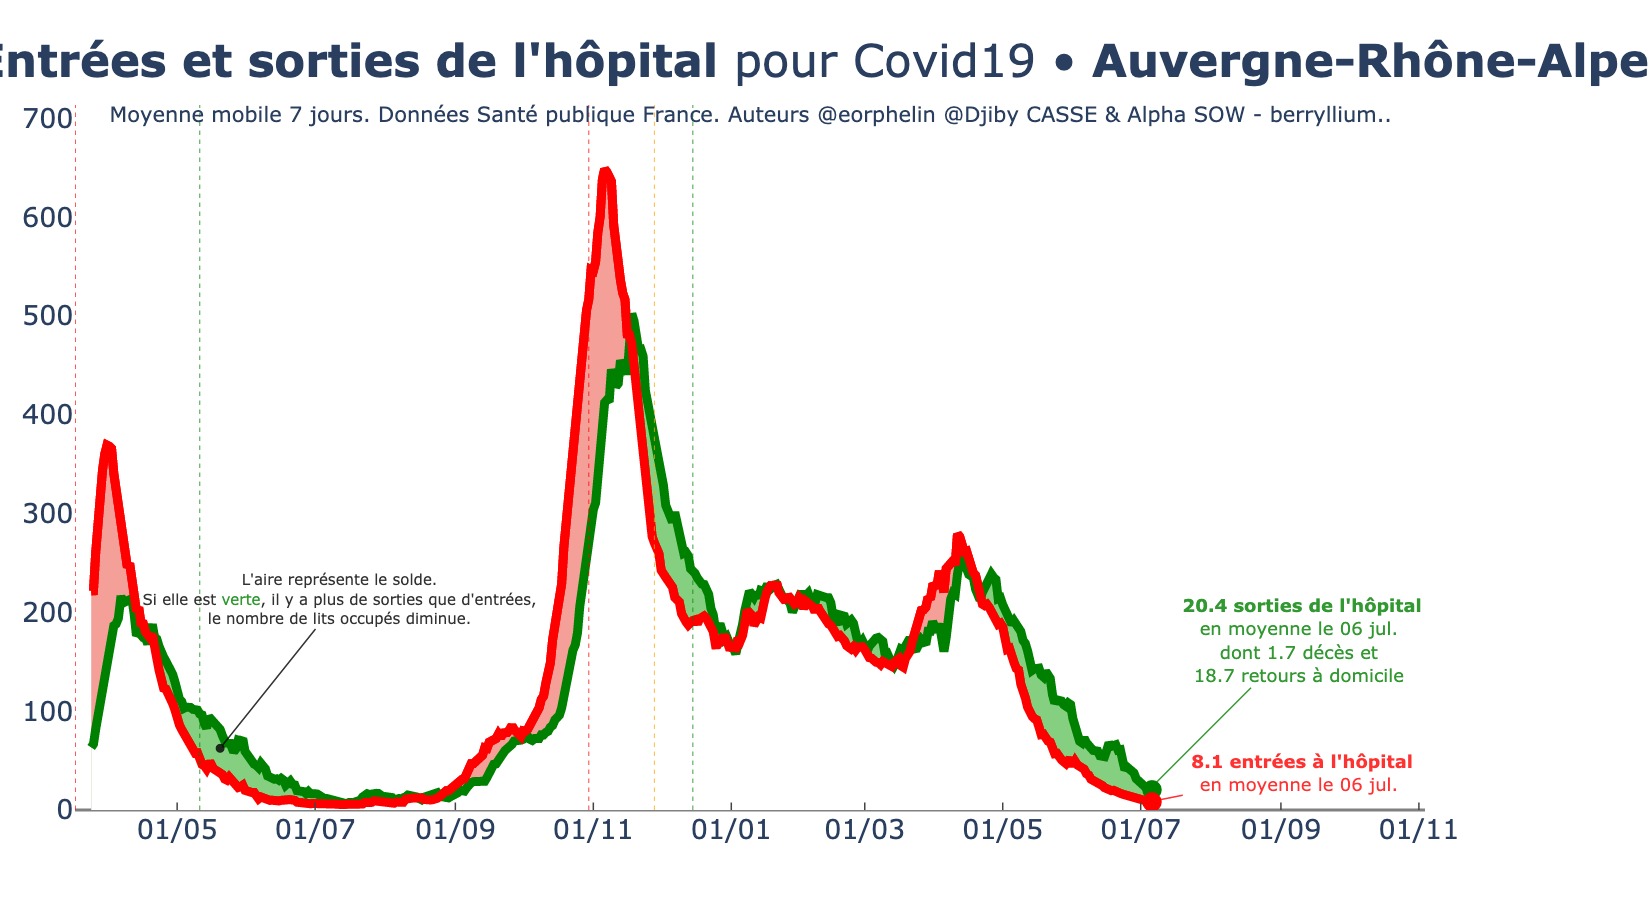 Entrées et sorties de l'hôpital pour Covid19 • Auvergne-Rhône-Alpe
Moyenne mobile 7 jours. Données Santé publique France. Auteurs @eorphelin @Djiby CASSE & Alpha SOW - berryllium..
700
600
500
400
300
200
100
0
L'aire représente le solde.
Si elle est verte, il y a plus de sorties que d'entrées,
le nombre de lits occupés diminue.
20.4 sorties de l'hôpital
en moyenne le 06 jul.
dont 1.7 décès et
18.7 retours à domicile
8.1 entrées à l'hôpital
en moyenne le 06 jul.
01/05 01/07 01/09 01/11 01/01 01/03 01/05 01/07 01/09 01/11